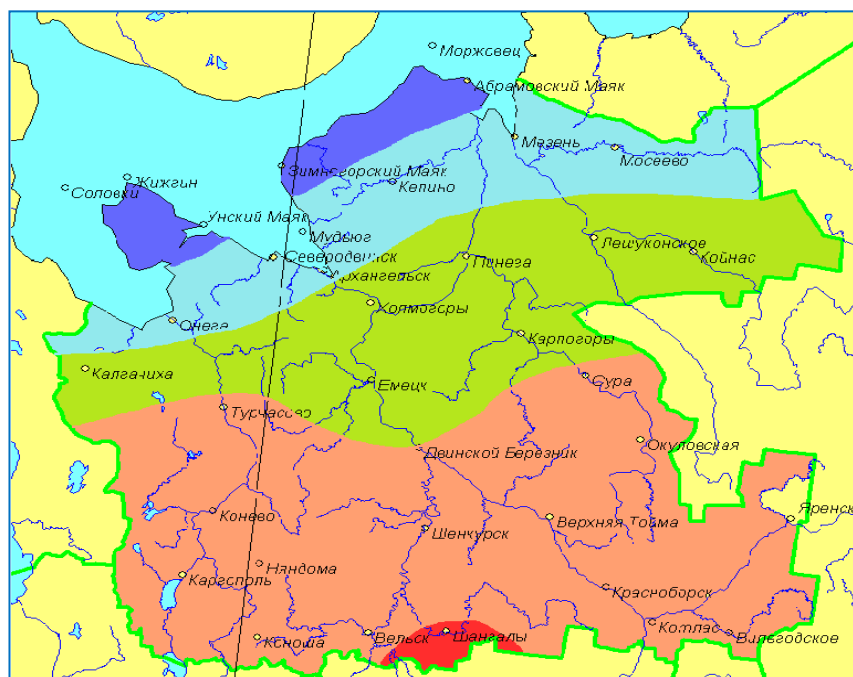 Моржовец
Абрамовский Маяк
Мезень
Мосеево
Зимнегорский Маяк
Кепино
Жижгин
Соловки
Унский Маяк
Мудьюг
Северодвинск
Архангельск
Пинега
Лешуконское
Койнас
Онега
Холмогоры
Карпогоры
Калгачиха
Емецк
Сура
Турчасово
Двинской Березник
Окуловская
Конево
Шенкурск
Верхняя Тойма
Яренск
Няндома
Каргополь
Красноборск
Коноша
Вельск
Шангалы
Котлас
Вилегодское